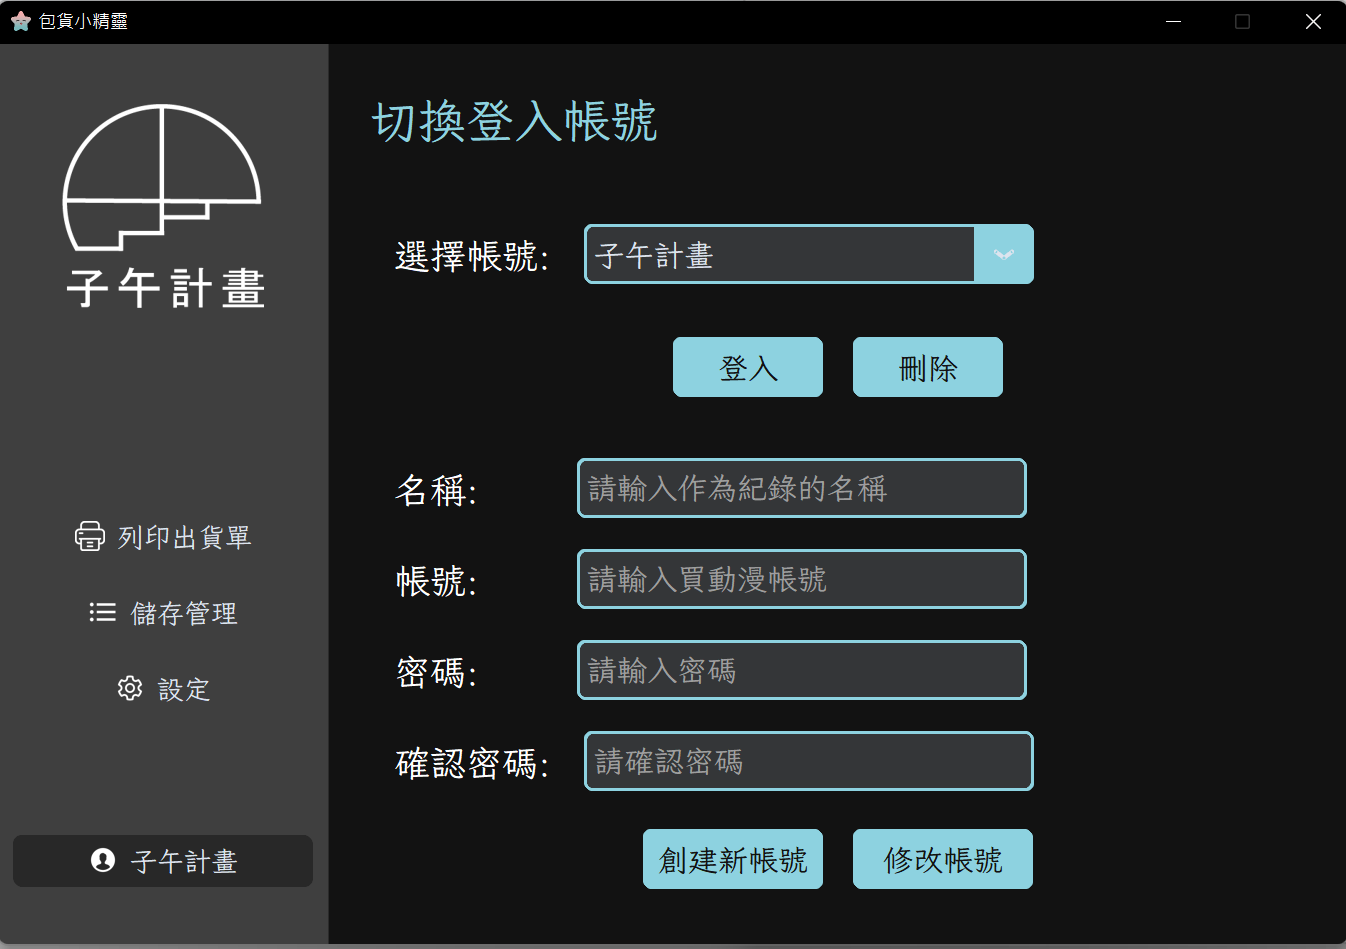 包貨小精靈
子午計畫
列印出貨單
儲存管理
設定
子午計畫
切換登入帳號
選擇帳號: 子午計畫
登入 刪除
名稱: 請輸入作為紀錄的名稱
帳號: 請輸入買動漫帳號
密碼: 請輸入密碼
確認密碼: 請確認密碼
創建新帳號 修改帳號